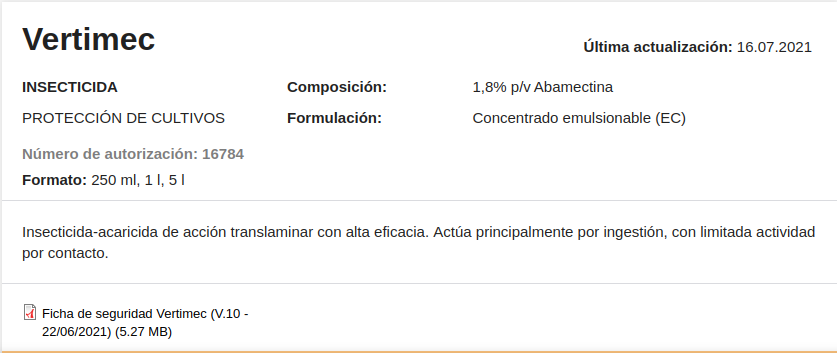 Vertimec
Última actualización: 16.07.2021
INSECTICIDA
Composición:
1,8% p/v Abamectina
PROTECCIÓN DE CULTIVOS
Formulación:
Concentrado emulsionable (EC)
Número de autorización: 16784
Formato: 250 ml, 1 l, 5 l
Insecticida-acaricida de acción translaminar con alta eficacia. Actúa principalmente por ingestión, con limitada actividad
por contacto.
Ficha de seguridad Vertimec (V.10 -
22/06/2021) (5.27 MB)